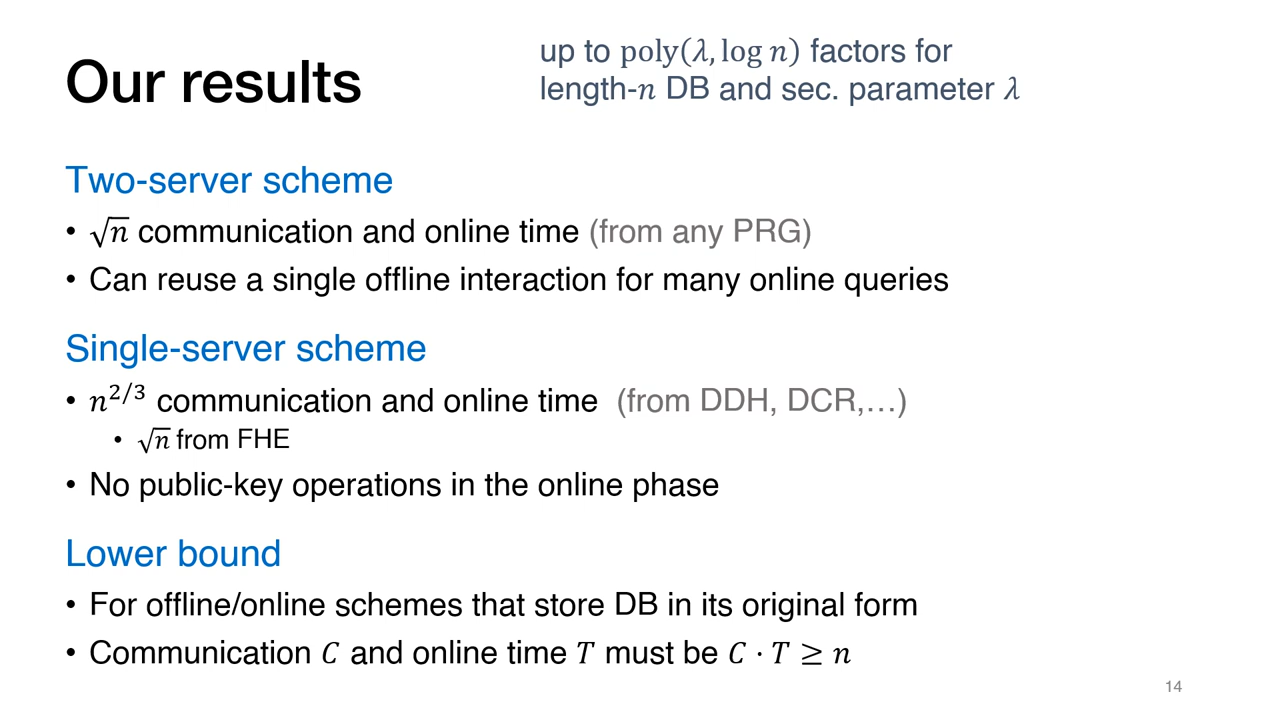 Our results
up to poly(λ, log n) factors for
length-n DB and sec. parameter λ
Two-server scheme
• √n communication and online time (from any PRG)
• Can reuse a single offline interaction for many online queries
Single-server scheme
• n^{2/3} communication and online time (from DDH, DCR,…)
• √n from FHE
• No public-key operations in the online phase
Lower bound
• For offline/online schemes that store DB in its original form
• Communication C and online time T must be C · T ≥ n
14